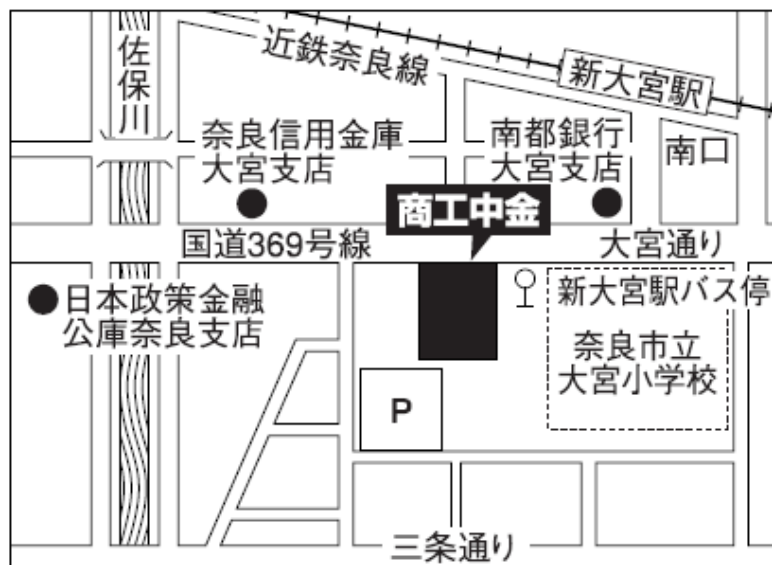 佐保川
近鉄奈良線
新大宮駅
奈良信用金庫
大宮支店
南都銀行
大宮支店
南口
商工中金
国道369号線
大宮通り
日本政策金融
公庫奈良支店
新大宮駅バス停
奈良市立
大宮小学校
P
三条通り